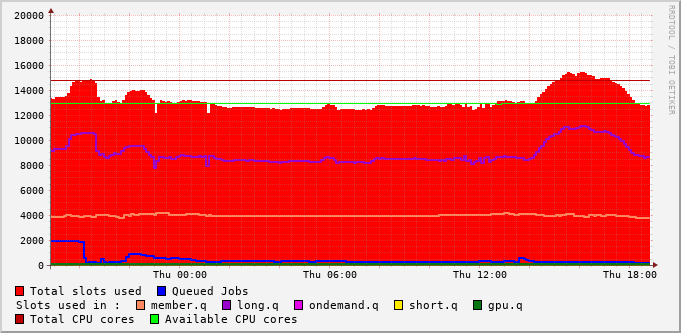 20000
18000
16000
14000
12000
10000
8000
6000
4000
2000
0
Thu 00:00 Thu 06:00 Thu 12:00 Thu 18:00
RRDTOOL / TOBI OETIKER
Total slots used Queued Jobs
Slots used in : member.q long.q ondemand.q short.q gpu.q
Total CPU cores Available CPU cores